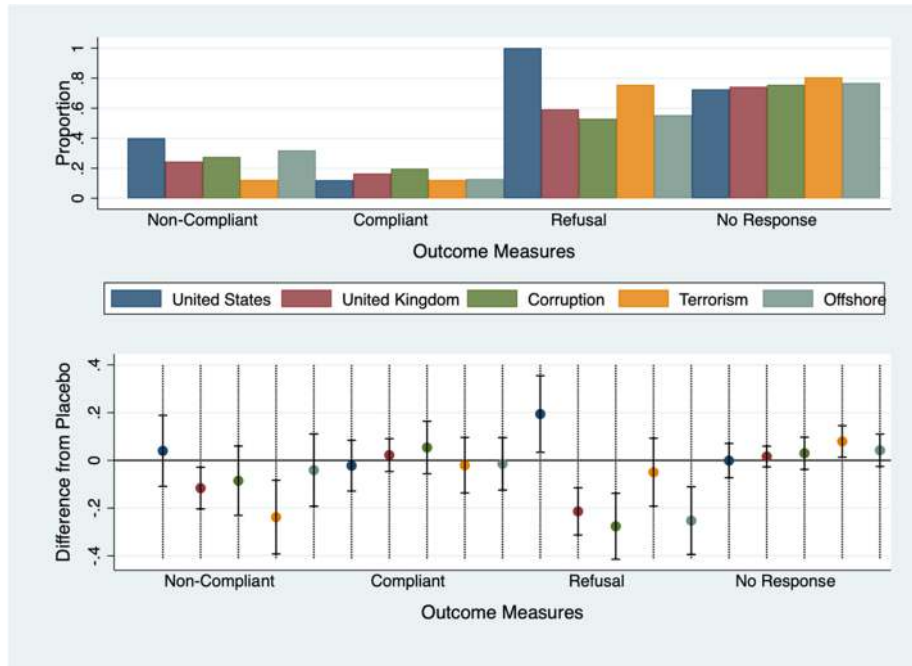 Proportion
1
.8
.6
.4
.2
0
Non-Compliant Compliant Refusal No Response
Outcome Measures
United States United Kingdom Corruption Terrorism Offshore
Difference from Placebo
.4
.2
0
-.2
-.4
Non-Compliant Compliant Refusal No Response
Outcome Measures